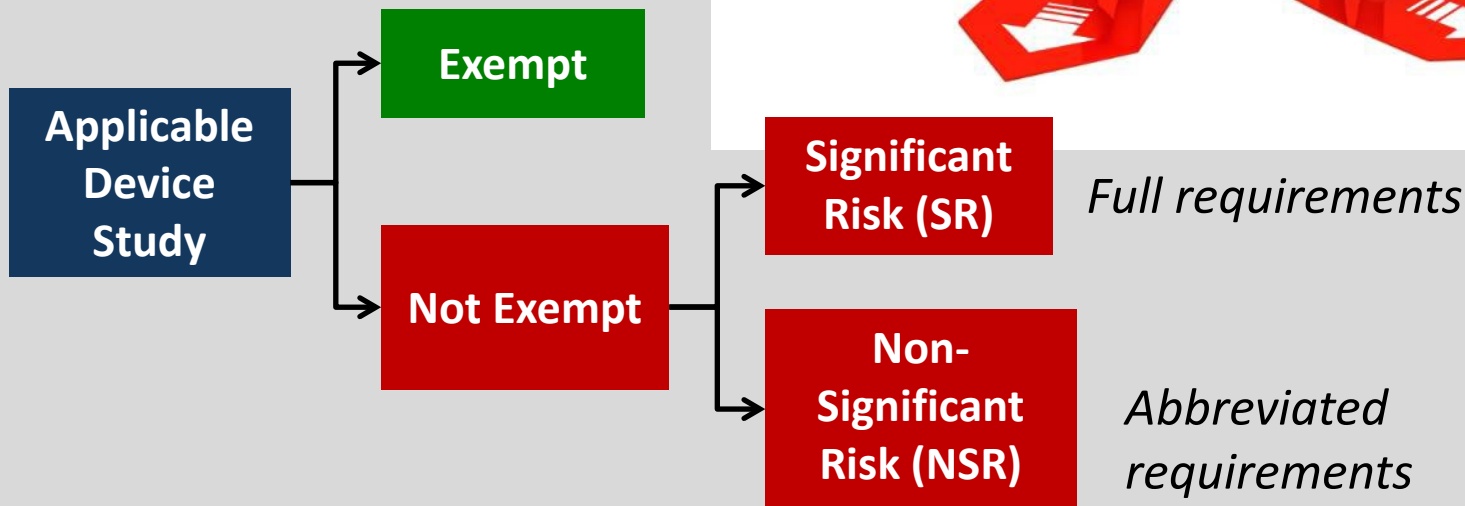 Exempt
Applicable
Device
Study
Significant
Risk (SR)
Full requirements
Not Exempt
Non-
Significant
Risk (NSR)
Abbreviated
requirements